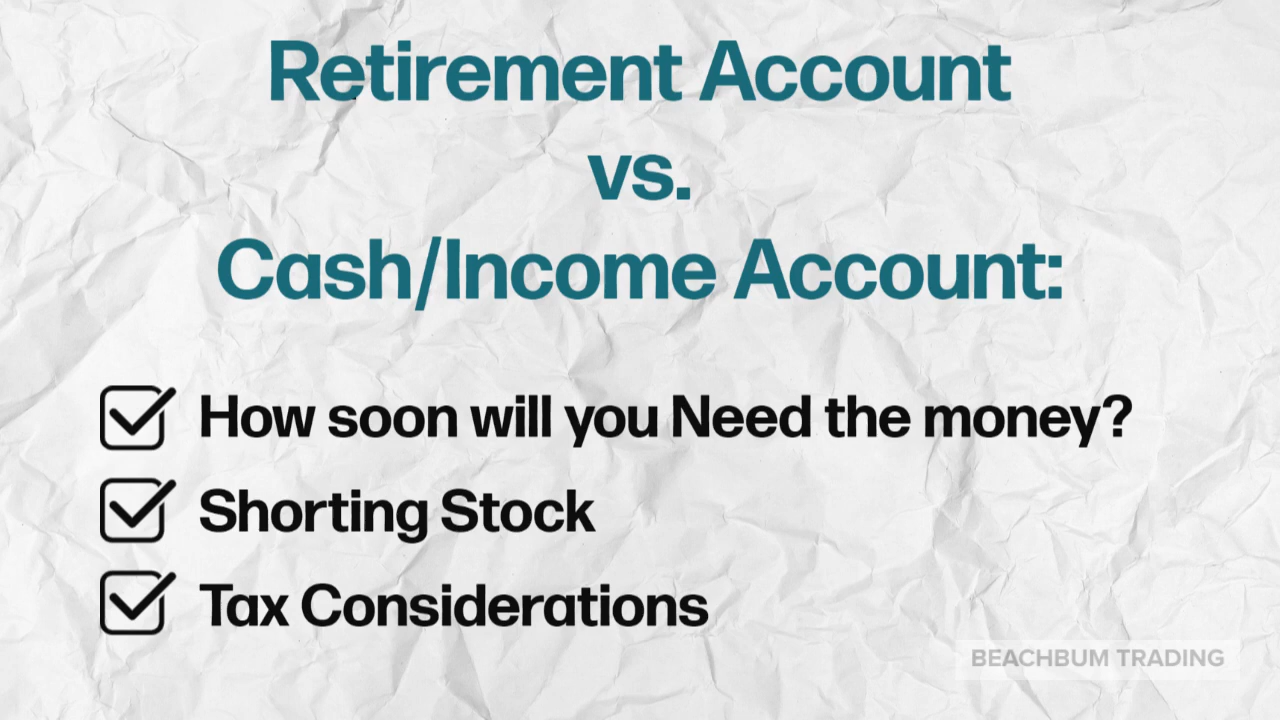 Retirement Account
vs.
Cash/Income Account:
How soon will you Need the money?
Shorting Stock
Tax Considerations
BEACHBUM TRADING